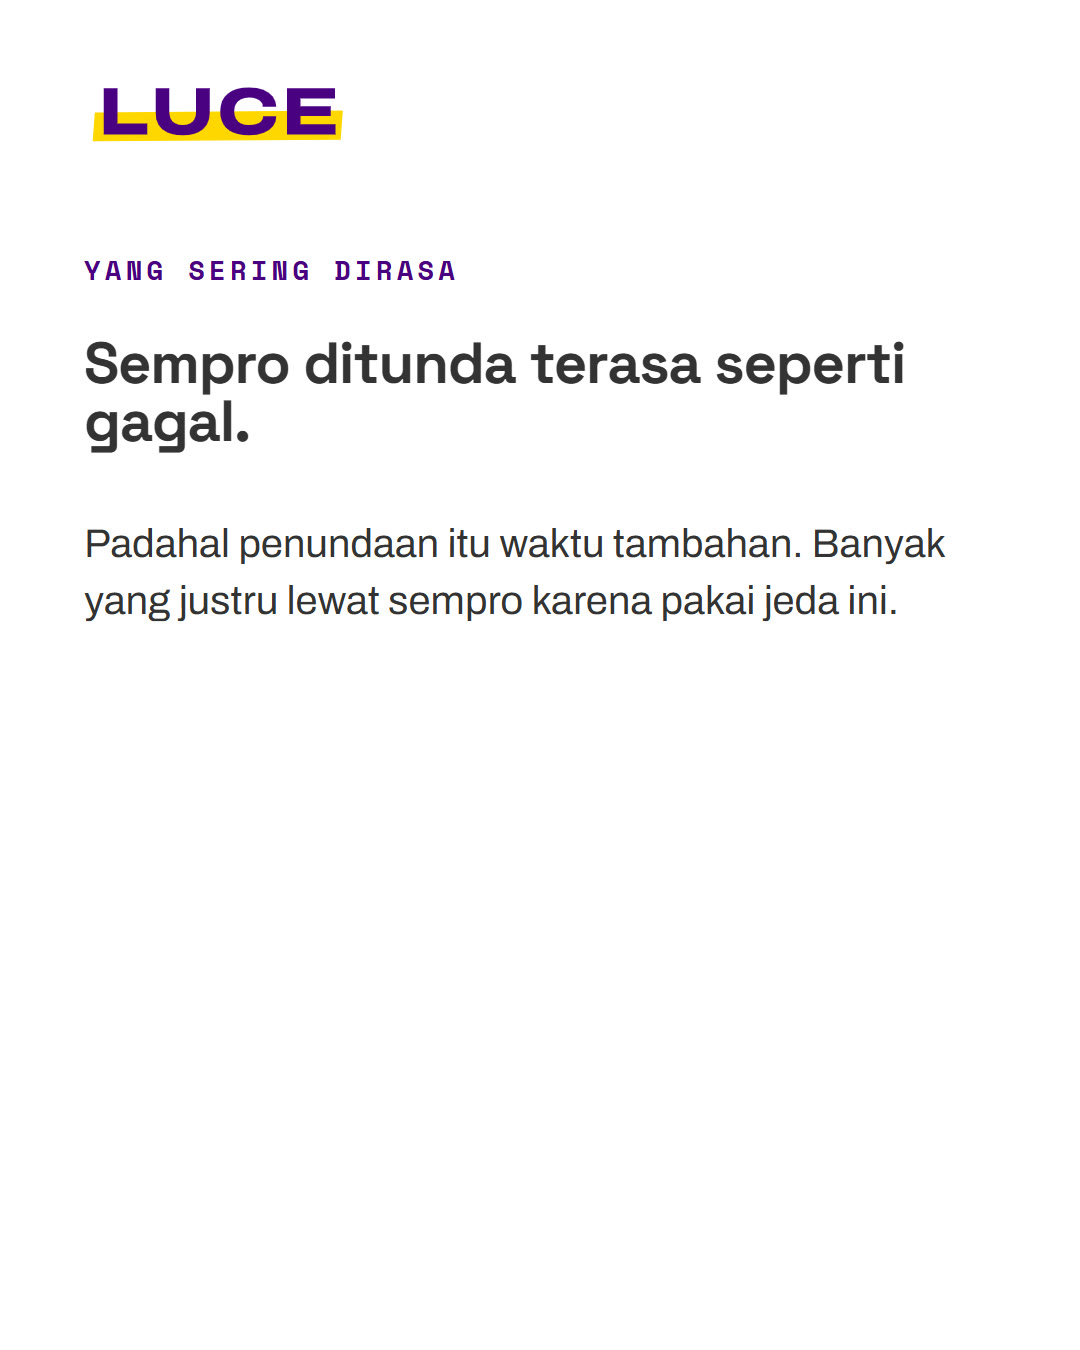 LUCE
YANG SERING DIRASA
Sempro ditunda terasa seperti
gagal.
Padahal penundaan itu waktu tambahan. Banyak
yang justru lewat sempro karena pakai jeda ini.